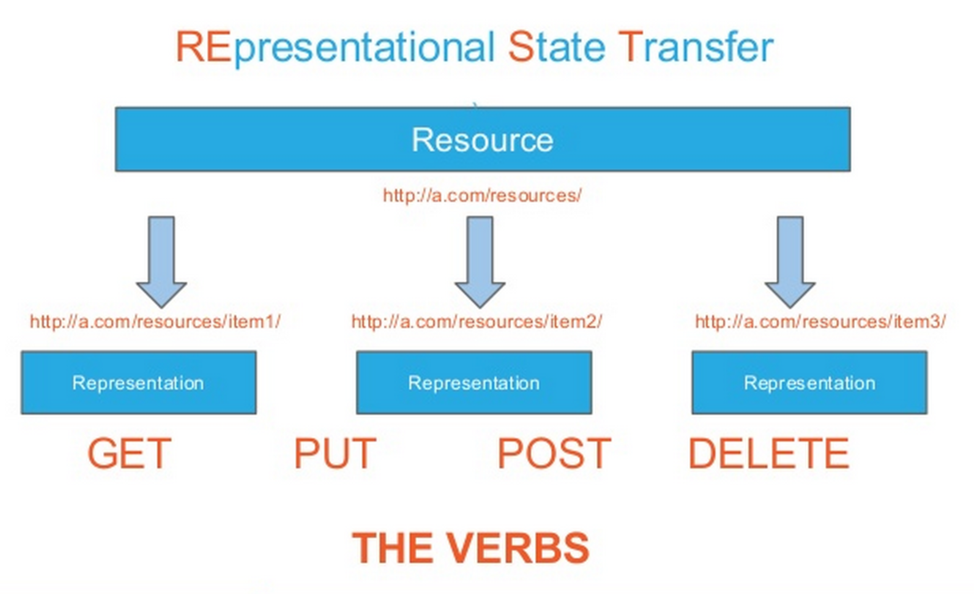 REpresentational State Transfer
Resource
http://a.com/resources/
http://a.com/resources/item1/ http://a.com/resources/item2/ http://a.com/resources/item3/
Representation Representation Representation
GET PUT POST DELETE
THE VERBS